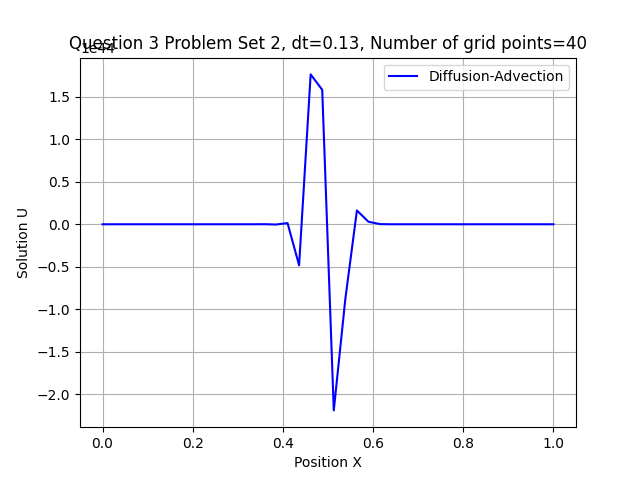 Question 3 Problem Set 2, dt=0.13, Number of grid points=40
1e44
Diffusion-Advection
1.5
1.0
0.5
0.0
−0.5
−1.0
−1.5
−2.0
Solution U
0.0 0.2 0.4 0.6 0.8 1.0
Position X